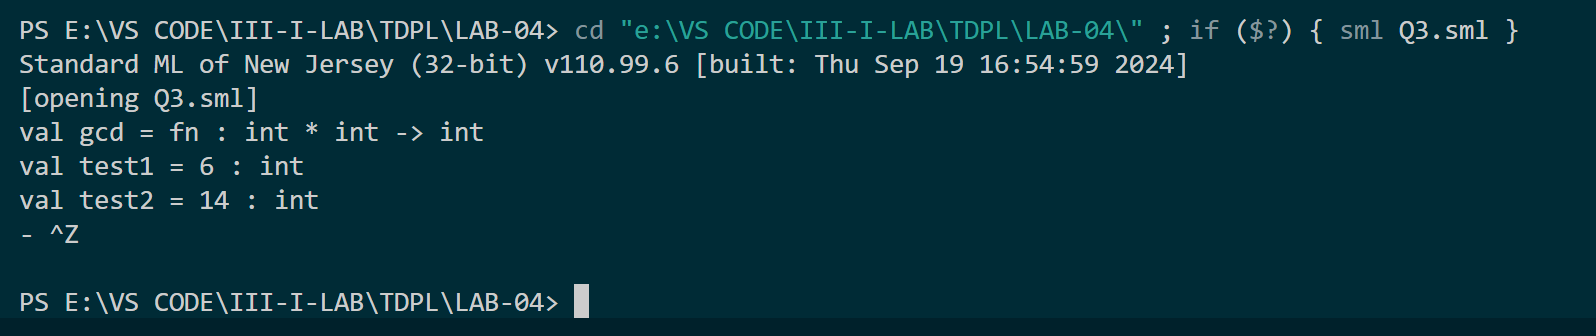 PS E:\VS CODE\III-I-LAB\TDPL\LAB-04> cd "e:\VS CODE\III-I-LAB\TDPL\LAB-04\" ; if ($?) { sml Q3.sml }
Standard ML of New Jersey (32-bit) v110.99.6 [built: Thu Sep 19 16:54:59 2024]
[opening Q3.sml]
val gcd = fn : int * int -> int
val test1 = 6 : int
val test2 = 14 : int
- ^Z
PS E:\VS CODE\III-I-LAB\TDPL\LAB-04>